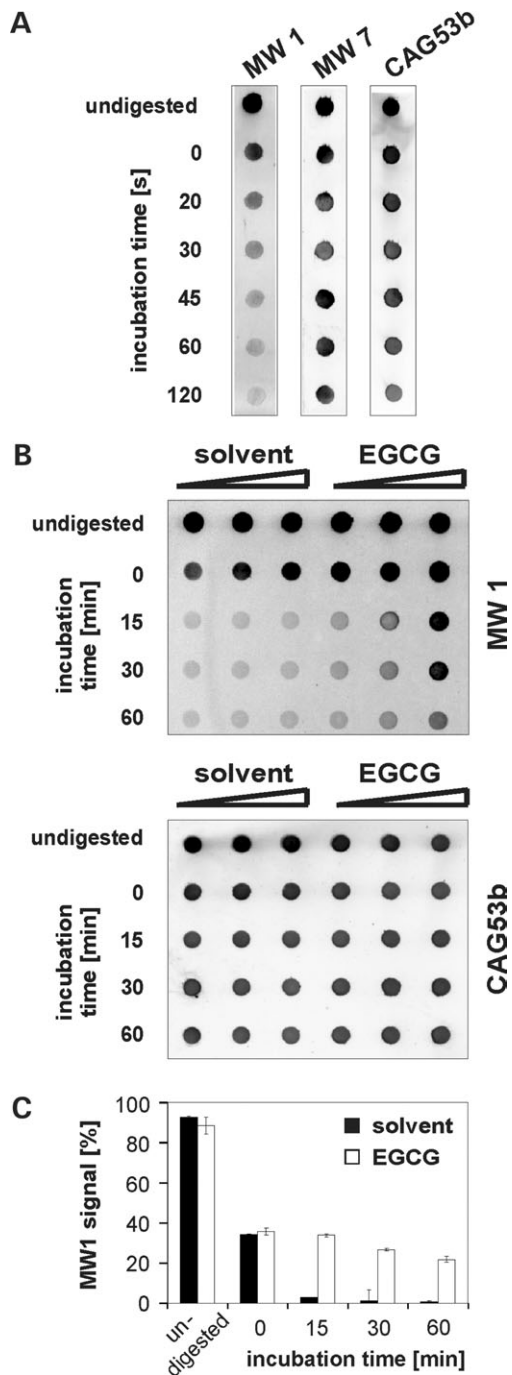 A
MW 1
MW 7
CAG53b
undigested
0
20
30
45
60
120
incubation time [s]
B
solvent EGCG
undigested
0
15
30
60
incubation
time [min]
MW 1
solvent EGCG
undigested
0
15
30
60
incubation
time [min]
CAG53b
C
100
80
60
40
20
0
MW1 signal [%]
solvent
EGCG
un-
digested
0 15 30 60
incubation time [min]